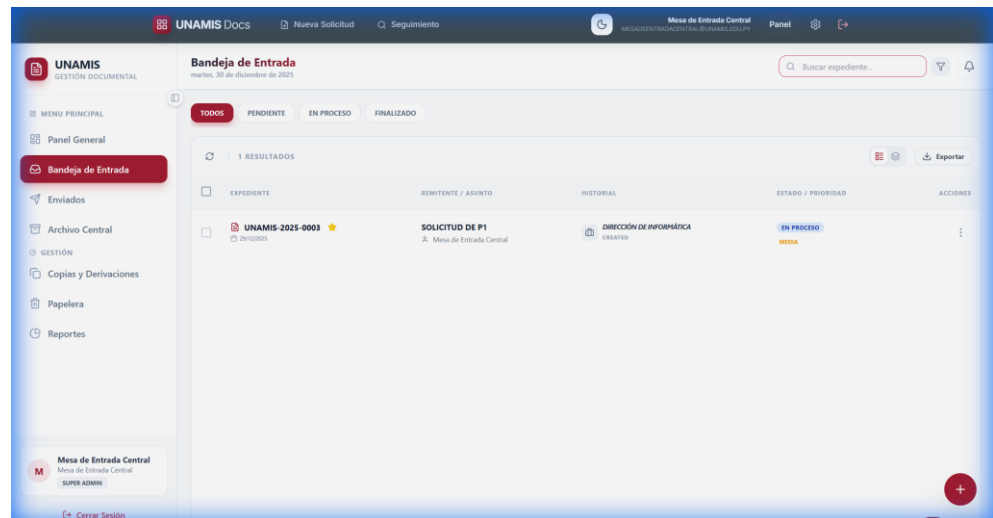 UNAMIS Docs
Nueva Solicitud
Seguimiento
Mesa de Entrada Central
MESADEENTRADACENTRAL@UNAMIS.EDU.PY
Panel
UNAMIS
GESTIÓN DOCUMENTAL
MENU PRINCIPAL
Panel General
Bandeja de Entrada
Enviados
Archivo Central
GESTIÓN
Copias y Derivaciones
Papelera
Reportes
M
Mesa de Entrada Central
Mesa de Entrada Central
SUPER ADMIN
Cerrar Sesión
Bandeja de Entrada
martes, 30 de diciembre de 2025
Buscar expediente...
TODOS
PENDIENTE
EN PROCESO
FINALIZADO
1 RESULTADOS
Exportar
EXPEDIENTE
REMITENTE / ASUNTO
HISTORIAL
ESTADO / PRIORIDAD
ACCIONES
UNAMIS-2025-0003
29/12/2025
SOLICITUD DE P1
Mesa de Entrada Central
DIRECCIÓN DE INFORMÁTICA
CREATED
EN PROCESO
MEDIA